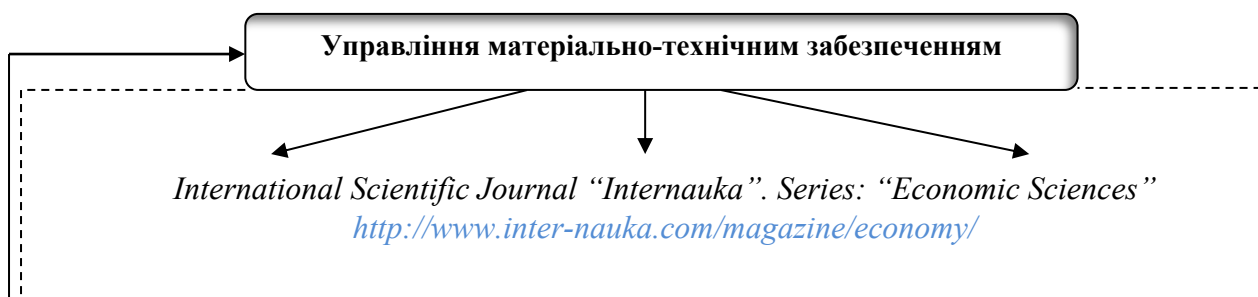 Управління матеріально-технічним забезпеченням
International Scientific Journal “Internauka”. Series: “Economic Sciences”
http://www.inter-nauka.com/magazine/economy/